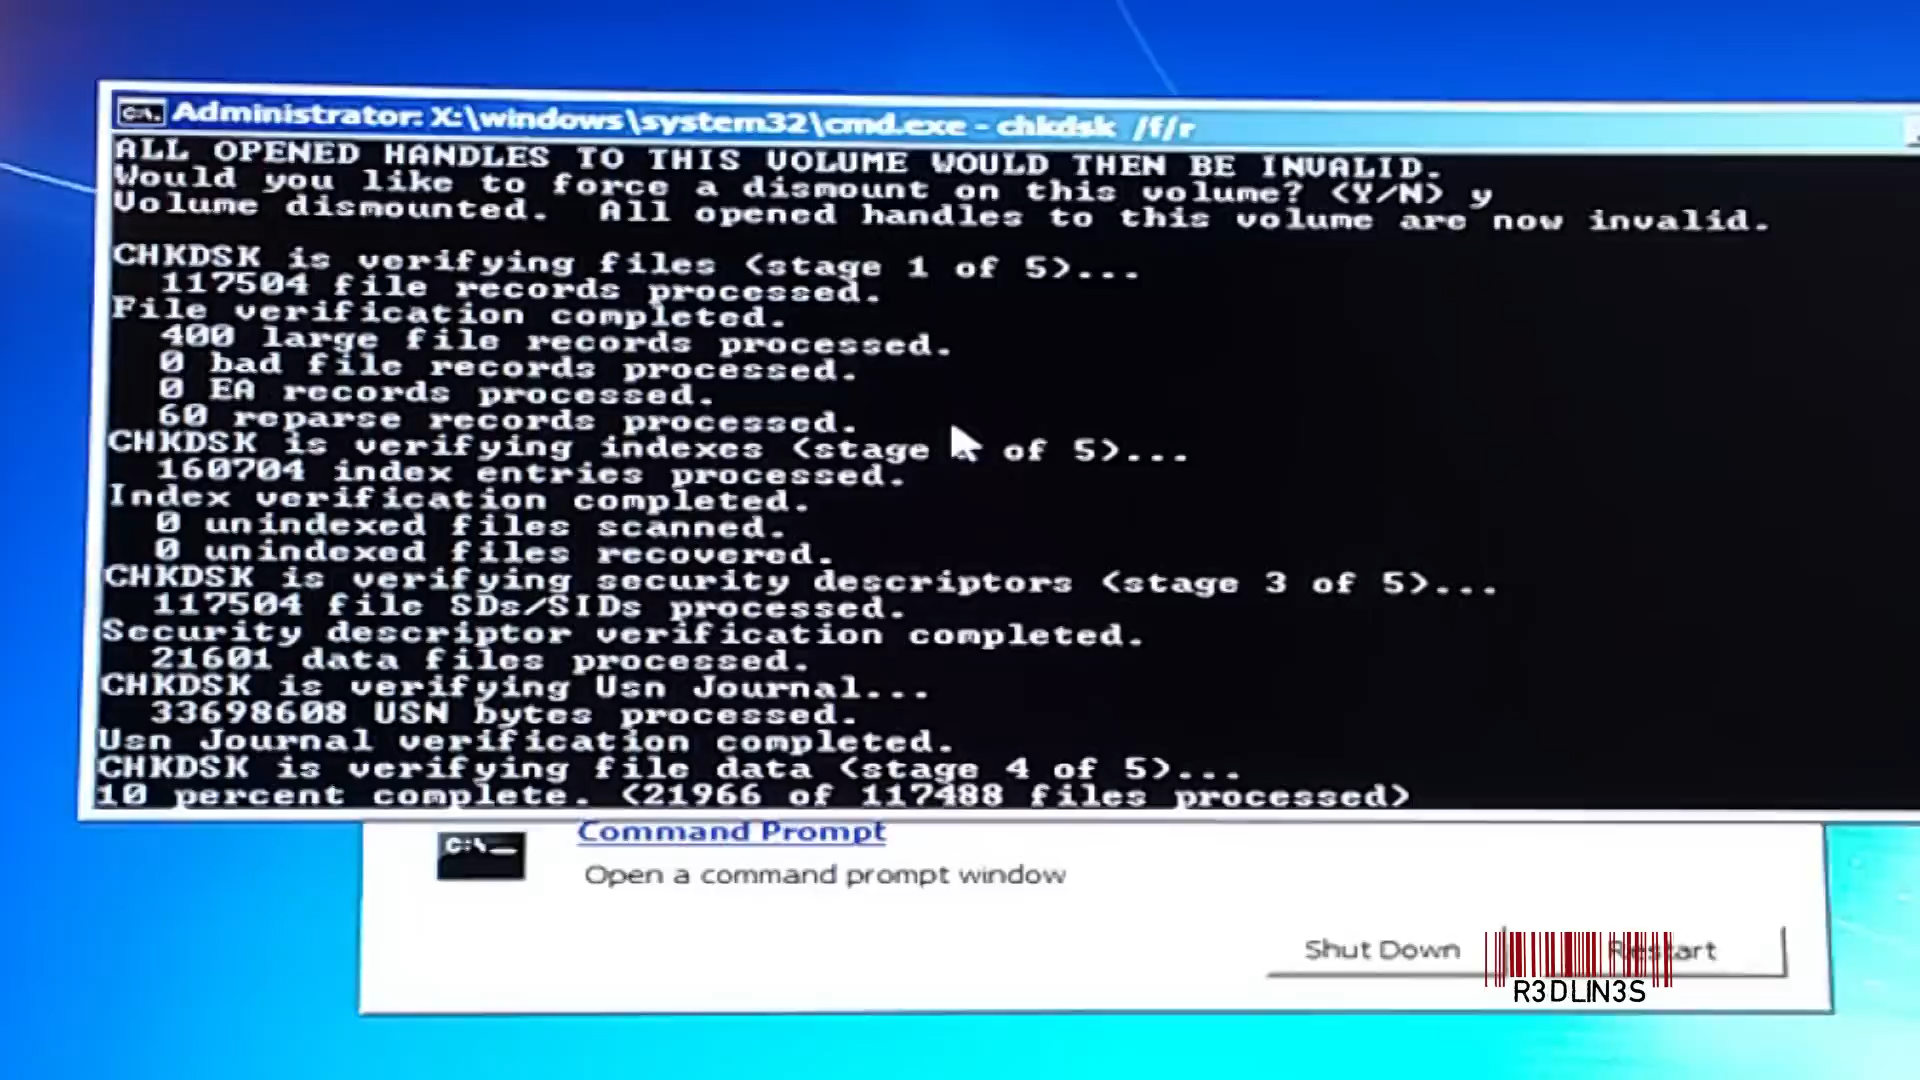 Administrator: X:\windows\system32\cmd.exe - chkdsk /f/r
ALL OPENED HANDLES TO THIS VOLUME WOULD THEN BE INVALID.
Would you like to force a dismount on this volume? (Y/N) y
Volume dismounted.  All opened handles to this volume are now invalid.
CHKDSK is verifying files (stage 1 of 5)...
117504 file records processed.
File verification completed.
400 large file records processed.
0 bad file records processed.
0 EA records processed.
60 reparse records processed.
CHKDSK is verifying indexes (stage of 5)...
160704 index entries processed.
Index verification completed.
0 unindexed files scanned.
0 unindexed files recovered.
CHKDSK is verifying security descriptors (stage 3 of 5)...
117504 file SDs/SIDs processed.
Security descriptor verification completed.
21601 data files processed.
CHKDSK is verifying Usn Journal...
33698608 USN bytes processed.
Usn Journal verification completed.
CHKDSK is verifying file data (stage 4 of 5)...
10 percent complete. (21966 of 117488 files processed)
C:\_
Command Prompt
Open a command prompt window
Shut Down
Restart
R3DLIN3S